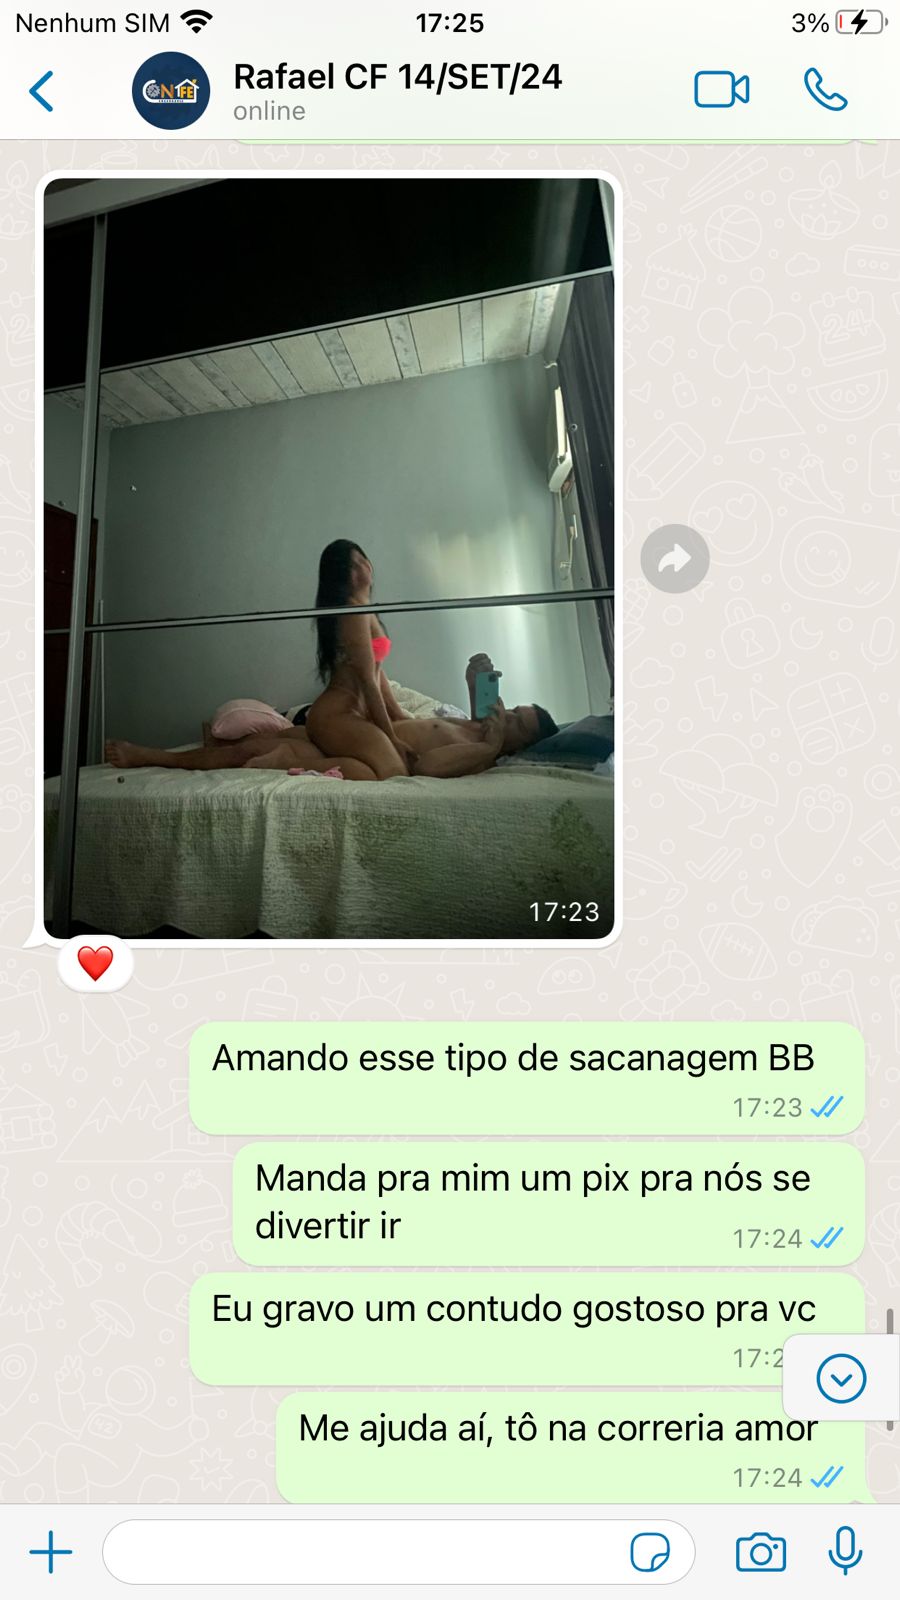 Nenhum SIM 17:25 3%
Rafael CF 14/SET/24
online
17:23
Amando esse tipo de sacanagem BB
17:23
Manda pra mim um pix pra nós se
divertir ir
17:24
Eu gravo um contudo gostoso pra vc
17:2
Me ajuda aí, tô na correria amor
17:24